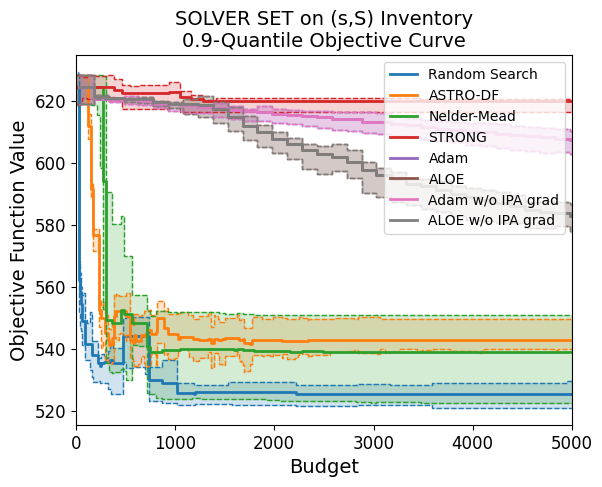 SOLVER SET on (s,S) Inventory
0.9-Quantile Objective Curve
Objective Function Value
620
600
580
560
540
520
0 1000 2000 3000 4000 5000
Budget
Random Search
ASTRO-DF
Nelder-Mead
STRONG
Adam
ALOE
Adam w/o IPA grad
ALOE w/o IPA grad